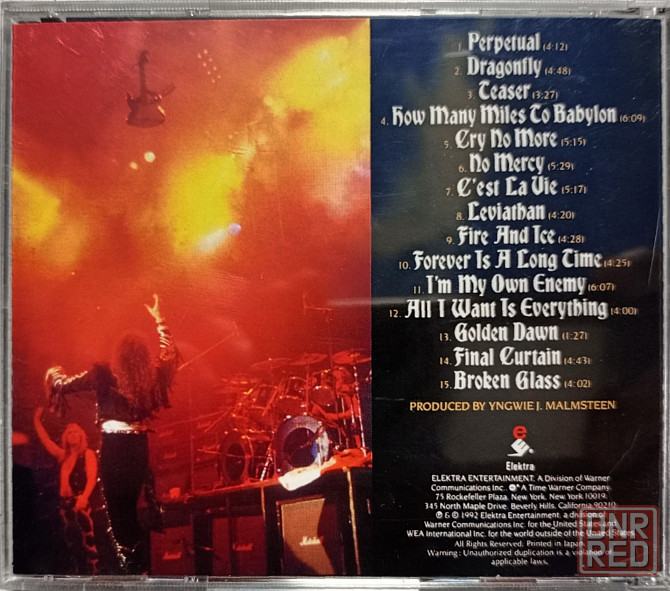 1. Perpetual (4:12)
2. Dragonfly (4:48)
3. Teaser (3:27)
4. How Many Miles To Babylon (6:09)
5. Cry No More (5:15)
6. No Mercy (5:29)
7. C'est La Vie (5:17)
8. Leviathan (4:20)
9. Fire And Ice (4:28)
10. Forever Is A Long Time (4:25)
11. I'm My Own Enemy (6:07)
12. All I Want Is Everything (4:00)
13. Golden Dawn (1:27)
14. Final Curtain (4:43)
15. Broken Glass (4:02)
PRODUCED BY YNGWIE J. MALMSTEEN
e
Elektra
ELEKTRA ENTERTAINMENT, A Division of Warner
Communications Inc. A Time Warner Company.
75 Rockefeller Plaza, New York, New York 10019.
345 North Maple Drive, Beverly Hills, California 90210.
℗ & © 1992 Elektra Entertainment, a division of
Warner Communications Inc. for the United States and
WEA International Inc. for the world outside of the United States.
All Rights Reserved. Printed in Japan.
Warning: Unauthorized duplication is a violation of
applicable laws.
Marshall
UNR
RED